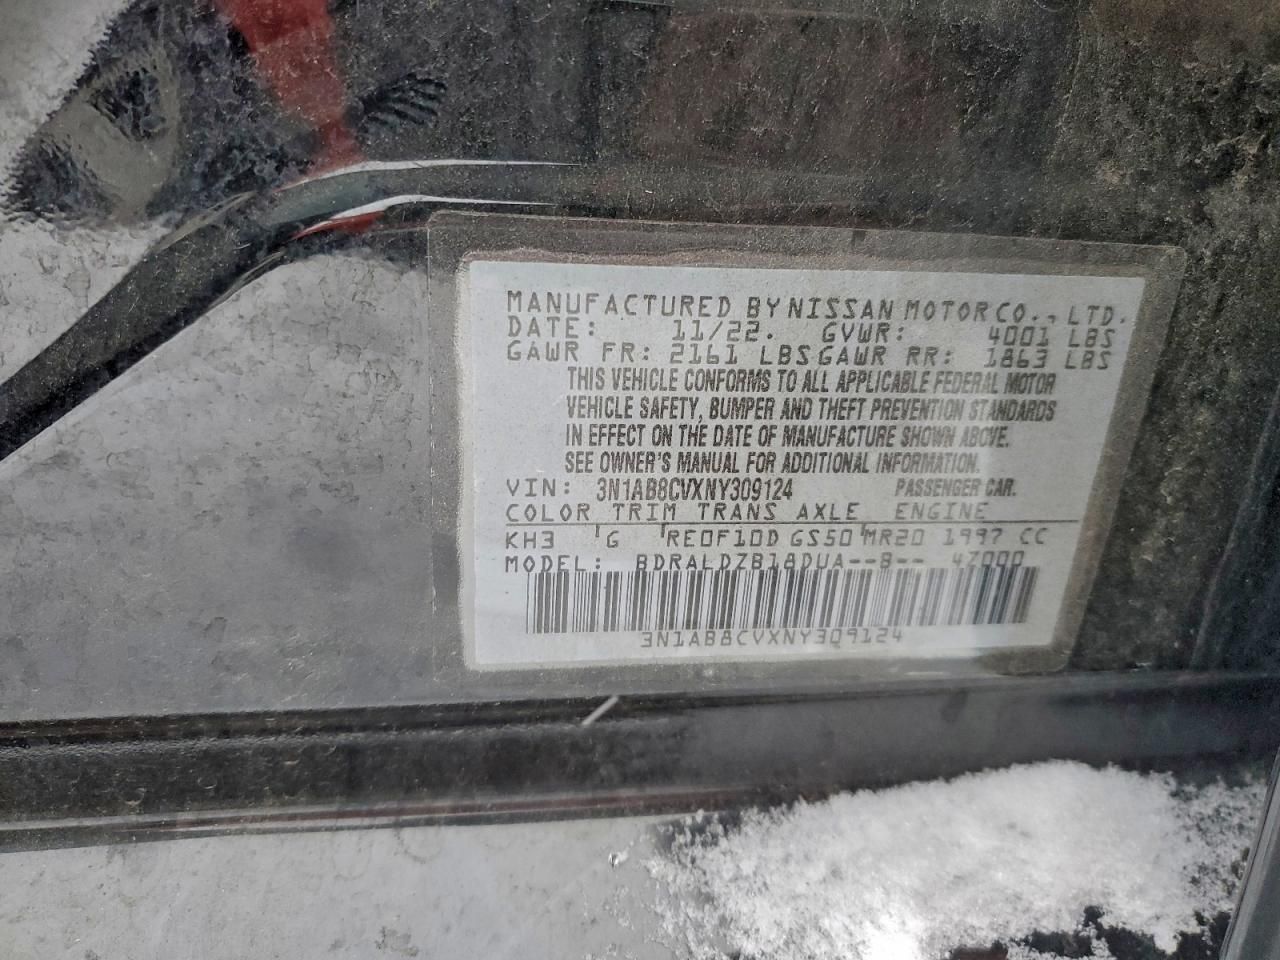 MANUFACTURED BY NISSAN MOTOR CO., LTD.
DATE: 11/22. GVWR: 4001 LBS
GAWR FR: 2161 LBS GAWR RR: 1863 LBS
THIS VEHICLE CONFORMS TO ALL APPLICABLE FEDERAL MOTOR
VEHICLE SAFETY, BUMPER AND THEFT PREVENTION STANDARDS
IN EFFECT ON THE DATE OF MANUFACTURE SHOWN ABOVE.
SEE OWNER'S MANUAL FOR ADDITIONAL INFORMATION.
VIN: 3N1AB8CVXNY309124 PASSENGER CAR.
COLOR TRIM TRANS AXLE ENGINE
KH3 G RE0F10D GS50 MR20 1997 CC
MODEL: BDRALDZB18DUA--B-- 4Z000
3N1AB8CVXNY309124